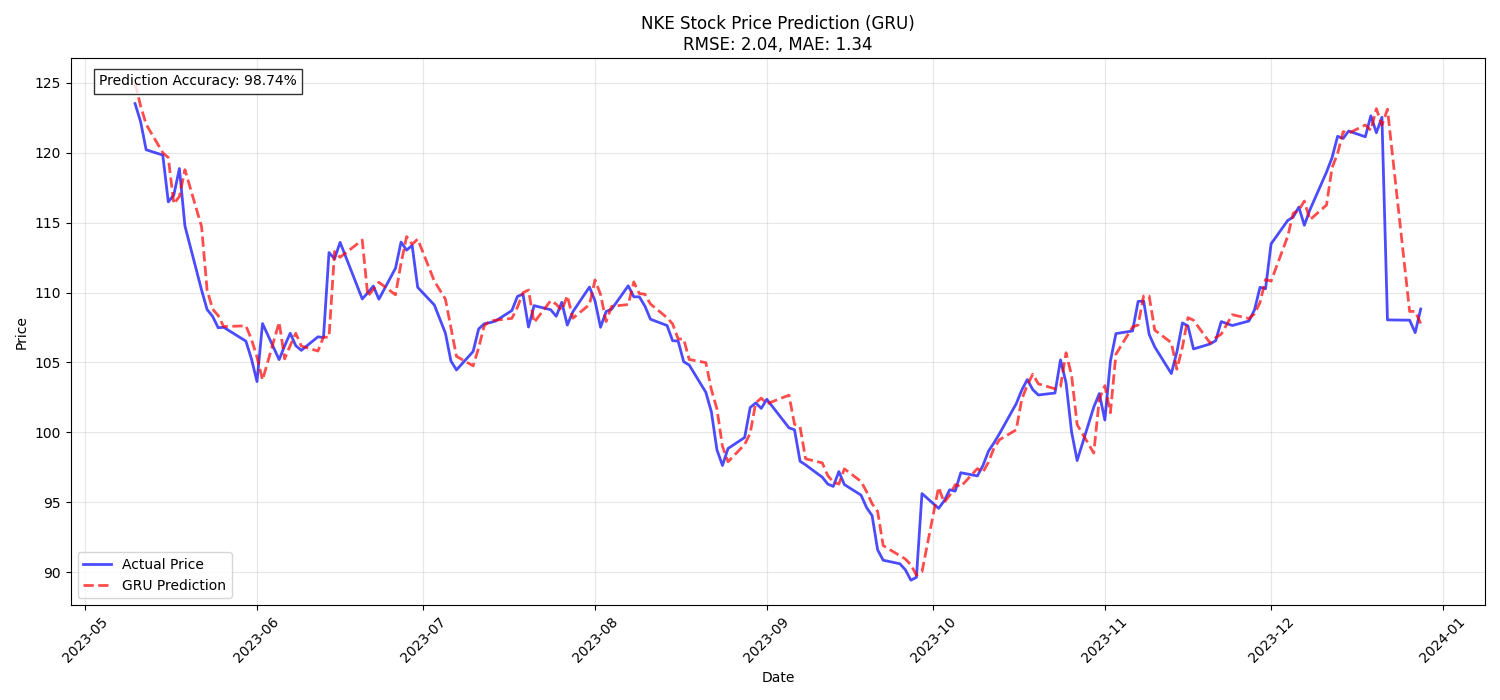 NKE Stock Price Prediction (GRU)
RMSE: 2.04, MAE: 1.34
Prediction Accuracy: 98.74%
125
120
115
110
105
100
95
90
Price
Actual Price
GRU Prediction
2023-05
2023-06
2023-07
2023-08
2023-09
2023-10
2023-11
2023-12
2024-01
Date